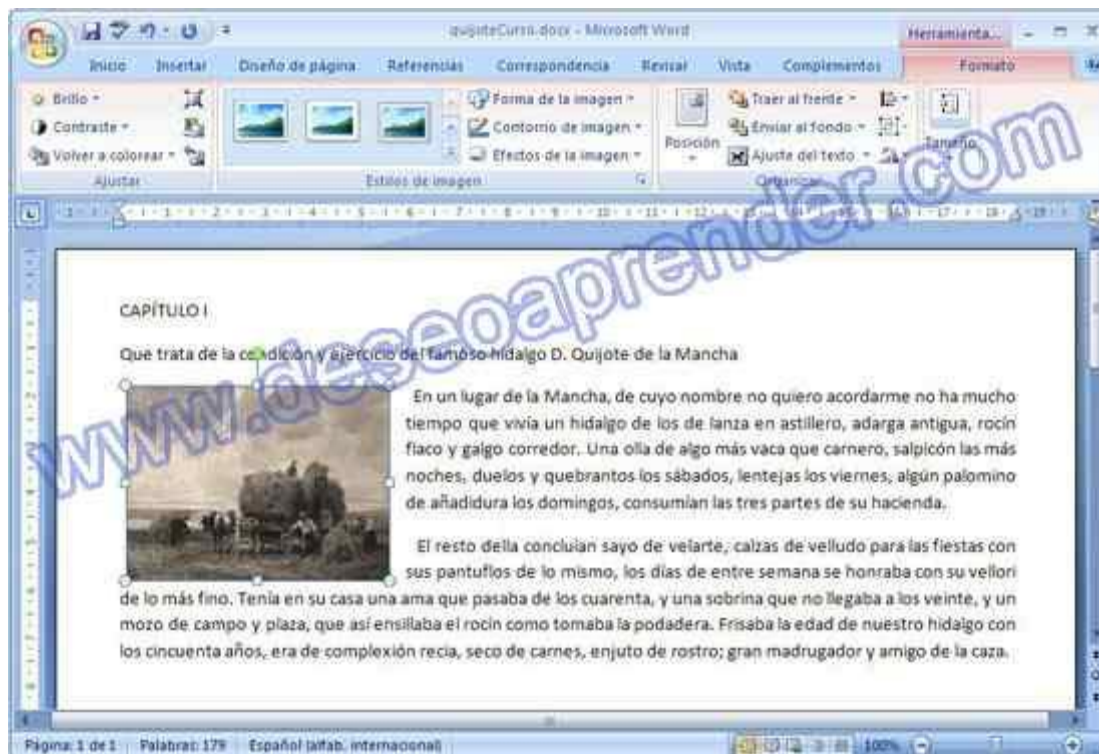 quijoteCurso.docx - Microsoft Word
Herramienta...
Inicio Insertar Diseño de página Referencias Correspondencia Revisar Vista Complementos Formato
Brillo
Contraste
Volver a colorear
Ajustar
Forma de la imagen
Contorno de imagen
Efectos de la imagen
Estilos de imagen
Posición
Traer al frente
Enviar al fondo
Ajuste del texto
Organizar
Tamaño
www.deseoaprender.com
CAPÍTULO I
Que trata de la condición y ejercicio del famoso hidalgo D. Quijote de la Mancha
En un lugar de la Mancha, de cuyo nombre no quiero acordarme no ha mucho
tiempo que vivía un hidalgo de los de lanza en astillero, adarga antigua, rocín
flaco y galgo corredor. Una olla de algo más vaca que carnero, salpicón las más
noches, duelos y quebrantos los sábados, lentejas los viernes, algún palomino
de añadidura los domingos, consumían las tres partes de su hacienda.
El resto della concluían sayo de velarte, calzas de velludo para las fiestas con
sus pantuflos de lo mismo, los días de entre semana se honraba con su vellori
de lo más fino. Tenía en su casa una ama que pasaba de los cuarenta, y una sobrina que no llegaba a los veinte, y un
mozo de campo y plaza, que así ensillaba el rocín como tomaba la podadera. Frisaba la edad de nuestro hidalgo con
los cincuenta años, era de complexión recia, seco de carnes, enjuto de rostro; gran madrugador y amigo de la caza.
Página: 1 de 1 Palabras: 179 Español (alfab. internacional) 100%